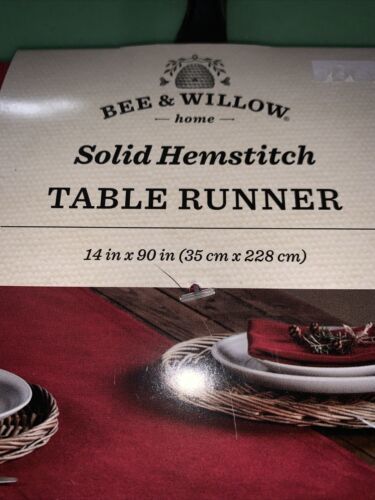 BEE & WILLOW®
home
Solid Hemstitch
TABLE RUNNER
14 in x 90 in (35 cm x 228 cm)